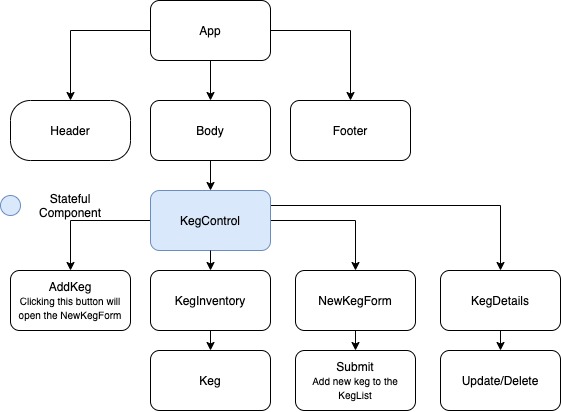 App
Header
Body
Footer
Stateful
Component
KegControl
AddKeg
Clicking this button will
open the NewKegForm
KegInventory
NewKegForm
KegDetails
Keg
Submit
Add new keg to the
KegList
Update/Delete